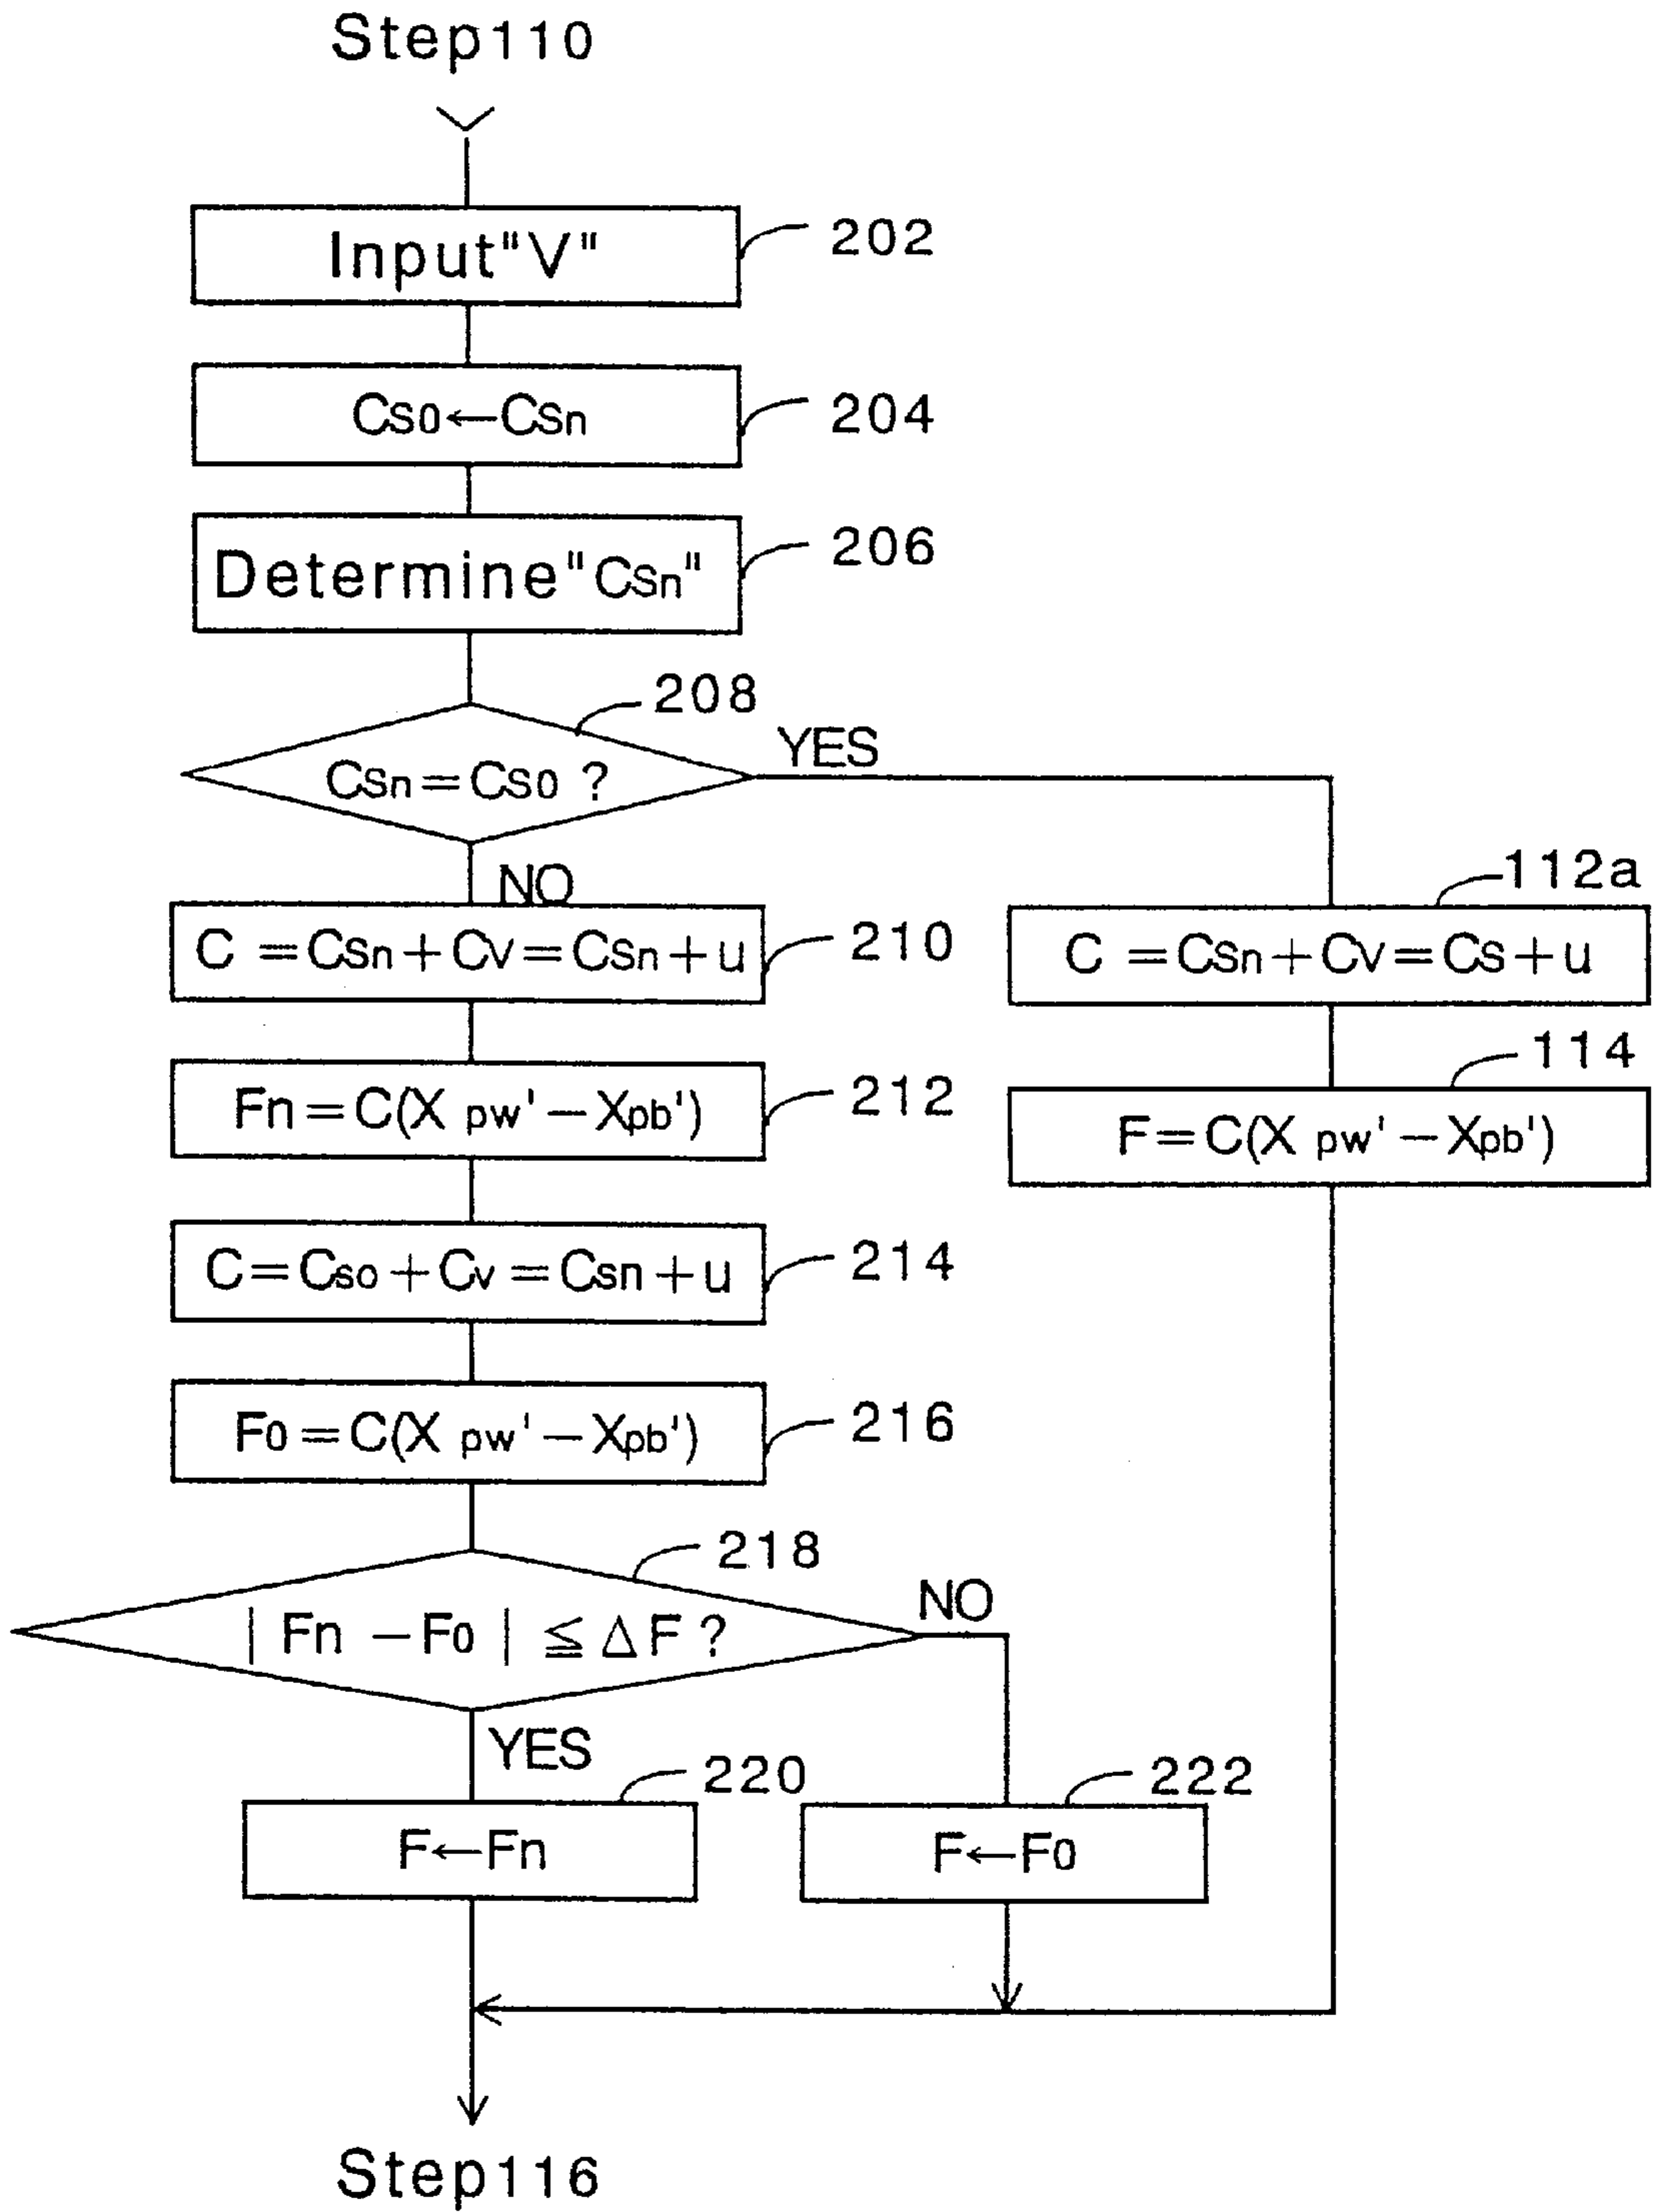 Step110
Input"V"
202
Cs0←Csn
204
Determine"Csn"
206
208
Csn=Cs0 ?
YES
NO
C =Csn+Cv=Csn+u
210
112a
C =Csn+Cv=Cs+u
Fn=C(X pw'−Xpb')
212
114
F=C(X pw'−Xpb')
C=Cso+Cv=Csn+u
214
F0=C(X pw'−Xpb')
216
218
| Fn −F0 | ≦ΔF ?
NO
YES
220
F←Fn
222
F←F0
Step116